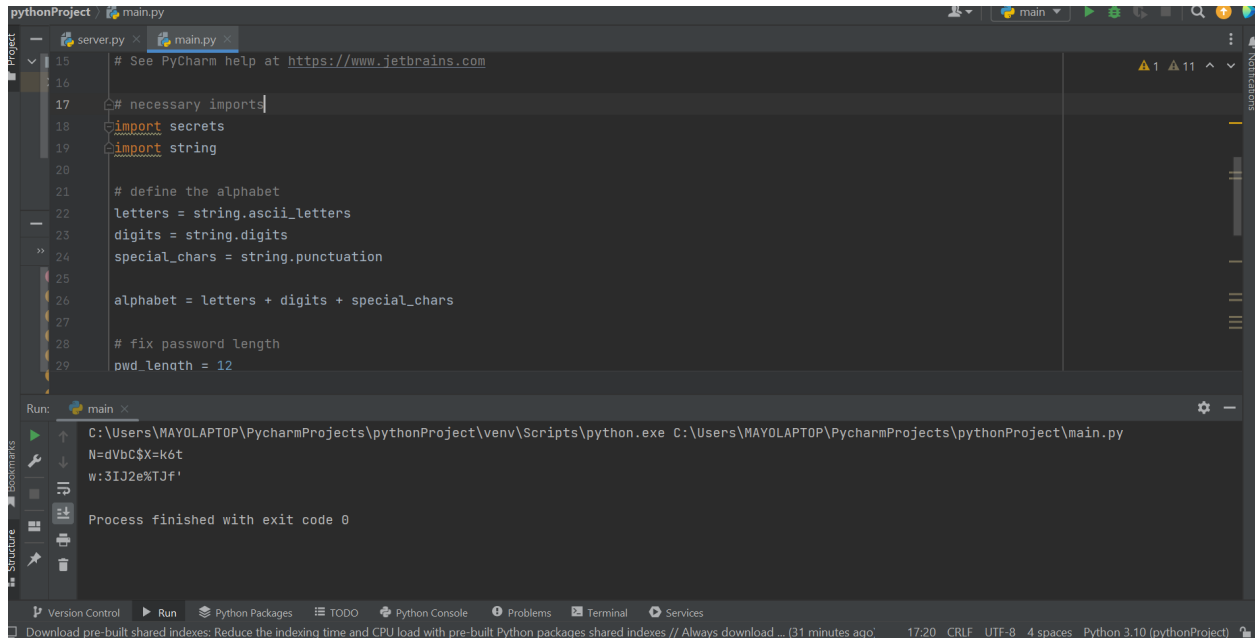 pythonProject main.py
main
Project
server.py
main.py
15 # See PyCharm help at https://www.jetbrains.com
1 11
Notifications
16
17 # necessary imports
18 import secrets
19 import string
20
21 # define the alphabet
22 letters = string.ascii_letters
23 digits = string.digits
24 special_chars = string.punctuation
25
26 alphabet = letters + digits + special_chars
27
28 # fix password length
29 pwd_length = 12
Run: main
C:\Users\MAYOLAPTOP\PycharmProjects\pythonProject\venv\Scripts\python.exe C:\Users\MAYOLAPTOP\PycharmProjects\pythonProject\main.py
N=dVbC$X=k6t
w:3IJ2e%TJf'
Process finished with exit code 0
Bookmarks
Structure
Version Control Run Python Packages TODO Python Console Problems Terminal Services
Download pre-built shared indexes: Reduce the indexing time and CPU load with pre-built Python packages shared indexes // Always download ... (31 minutes ago) 17:20 CRLF UTF-8 4 spaces Python 3.10 (pythonProject)